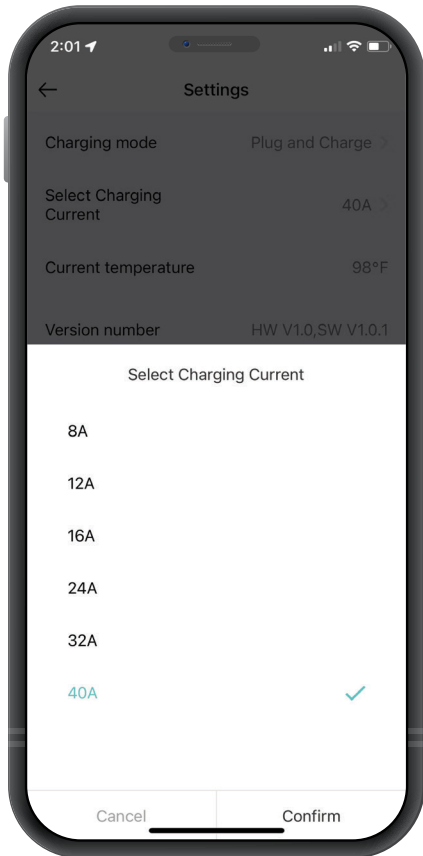 2:01
Settings
Charging mode Plug and Charge
Select Charging
Current 40A
Current temperature 98°F
Version number HW V1.0,SW V1.0.1
Select Charging Current
8A
12A
16A
24A
32A
40A
Cancel Confirm